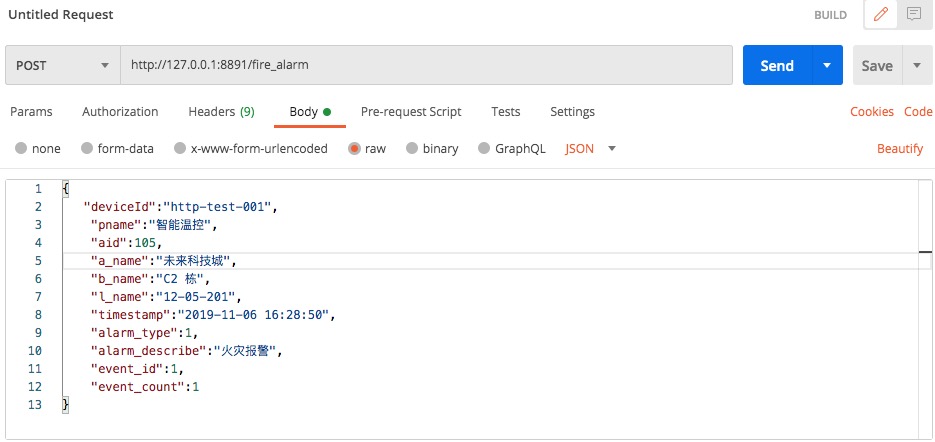 Untitled Request BUILD
POST http://127.0.0.1:8891/fire_alarm Send Save
Params Authorization Headers (9) Body Pre-request Script Tests Settings Cookies Code
none form-data x-www-form-urlencoded raw binary GraphQL JSON Beautify
1 {
2 "deviceId":"http-test-001",
3 "pname":"智能温控",
4 "aid":105,
5 "a_name":"未来科技城",
6 "b_name":"C2 栋",
7 "l_name":"12-05-201",
8 "timestamp":"2019-11-06 16:28:50",
9 "alarm_type":1,
10 "alarm_describe":"火灾报警",
11 "event_id":1,
12 "event_count":1
13 }